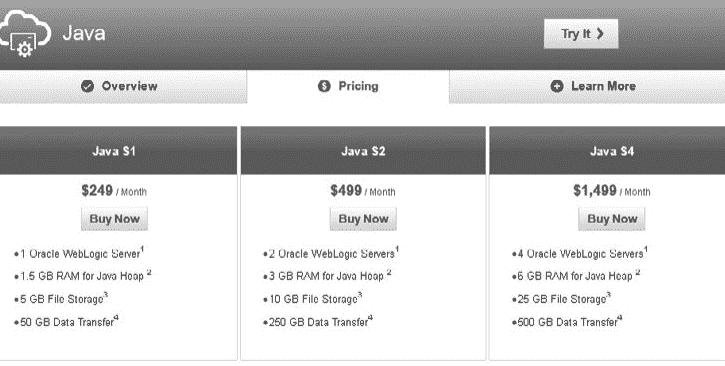 Java
Try It ❯
Overview
Pricing
Learn More
Java S1
Java S2
Java S4
$249 / Month
$499 / Month
$1,499 / Month
Buy Now
Buy Now
Buy Now
•1 Oracle WebLogic Server¹
•1.5 GB RAM for Java Heap ²
•5 GB File Storage³
•50 GB Data Transfer⁴
•2 Oracle WebLogic Servers¹
•3 GB RAM for Java Heap ²
•10 GB File Storage³
•250 GB Data Transfer⁴
•4 Oracle WebLogic Servers¹
•6 GB RAM for Java Heap ²
•25 GB File Storage³
•500 GB Data Transfer⁴